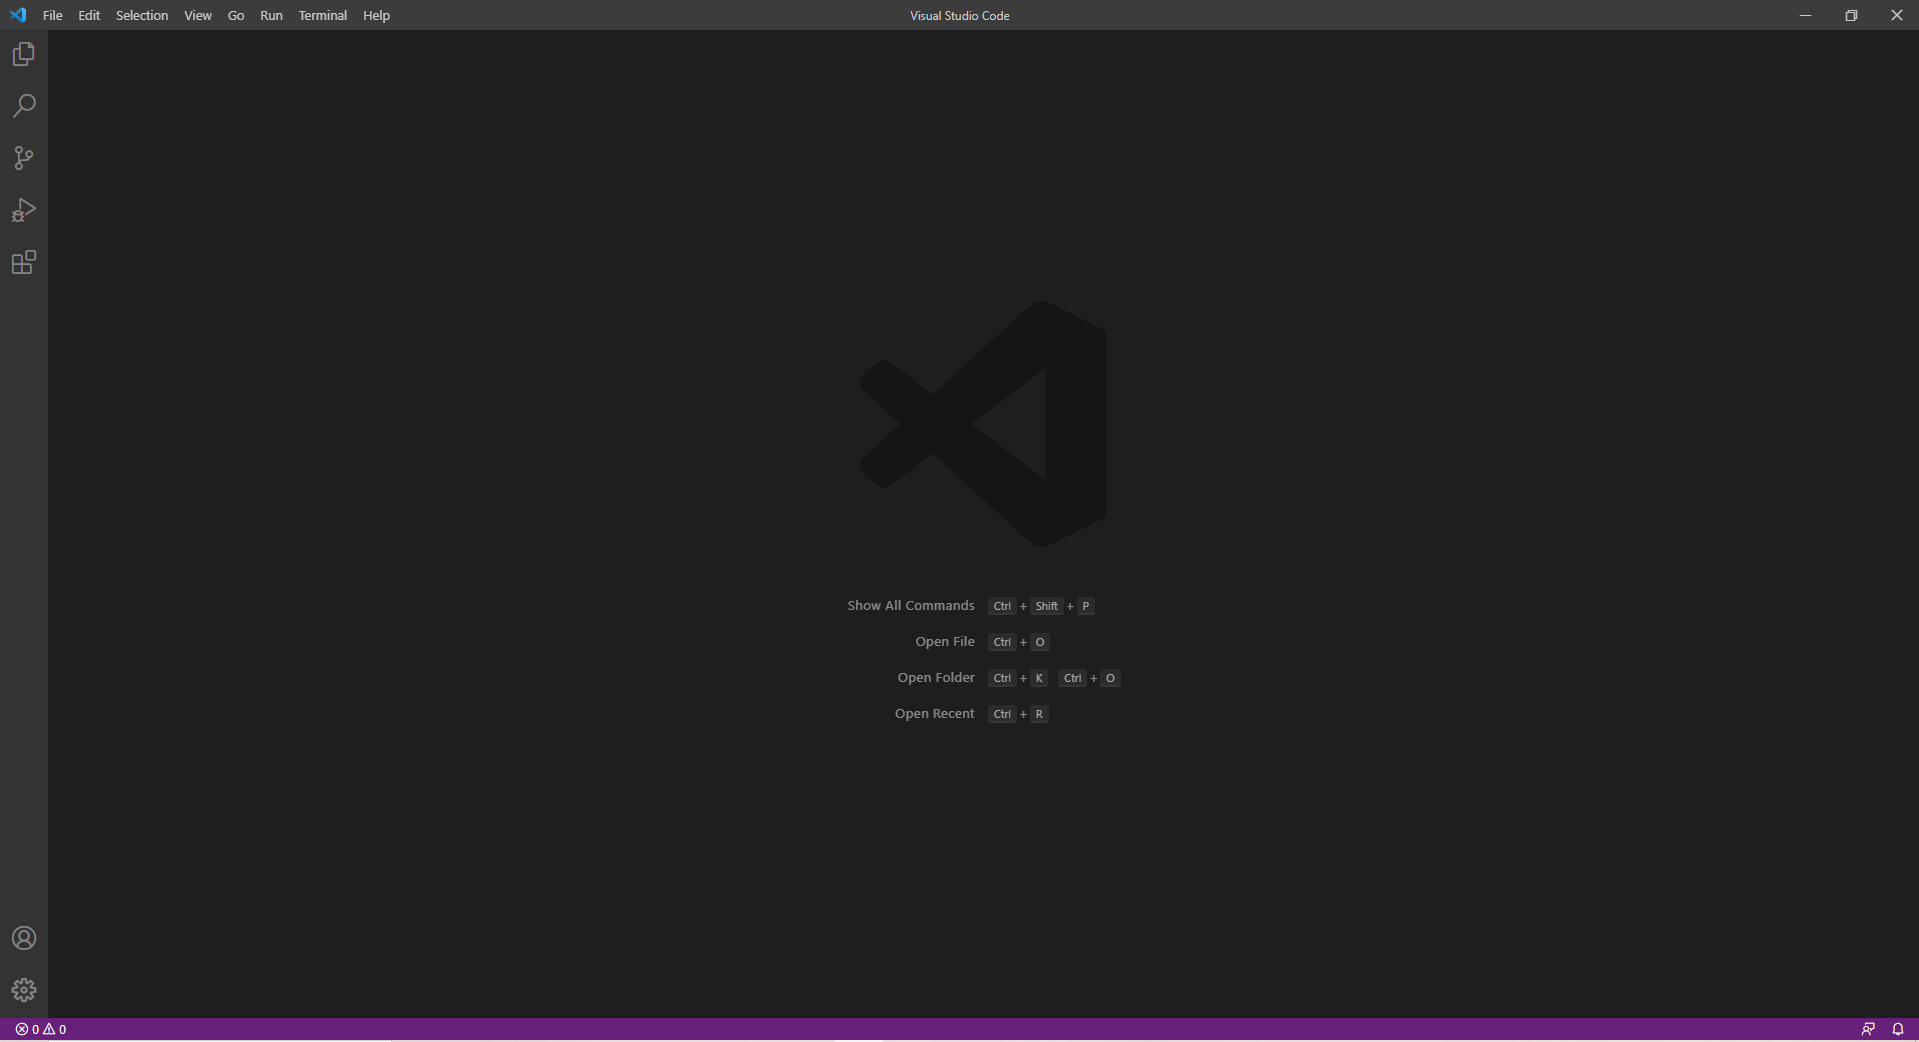 File Edit Selection View Go Run Terminal Help Visual Studio Code
Show All Commands Ctrl + Shift + P
Open File Ctrl + O
Open Folder Ctrl + K Ctrl + O
Open Recent Ctrl + R
0 0